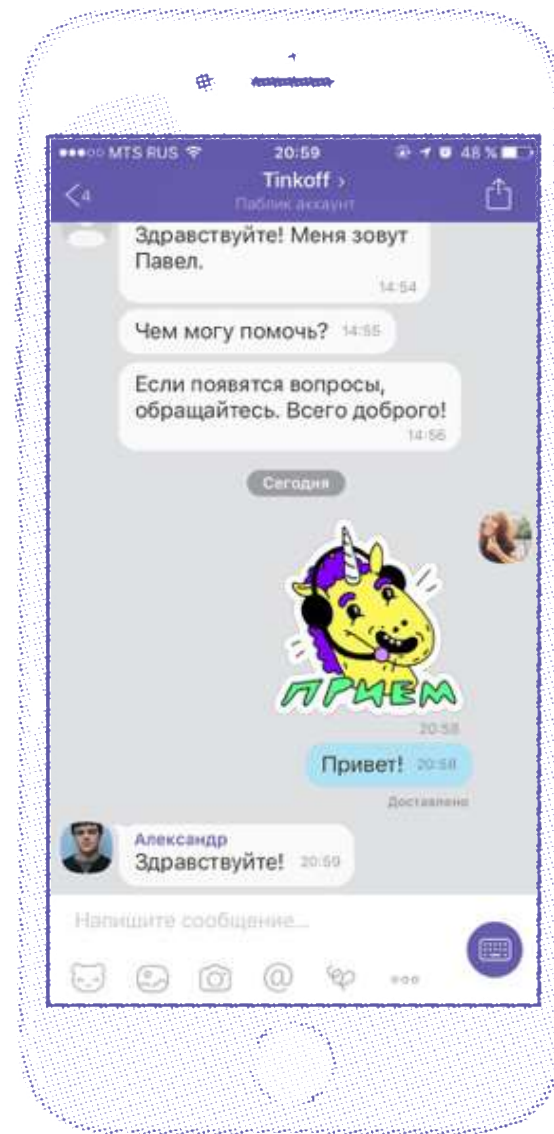 MTS RUS 20:59 48 %
4 Tinkoff ›
Паблик аккаунт
Здравствуйте! Меня зовут
Павел.
14:54
Чем могу помочь? 14:55
Если появятся вопросы,
обращайтесь. Всего доброго!
14:56
Сегодня
ПРИЕМ
20:58
Привет! 20:58
Доставлено
Александр
Здравствуйте! 20:59
Напишите сообщение...